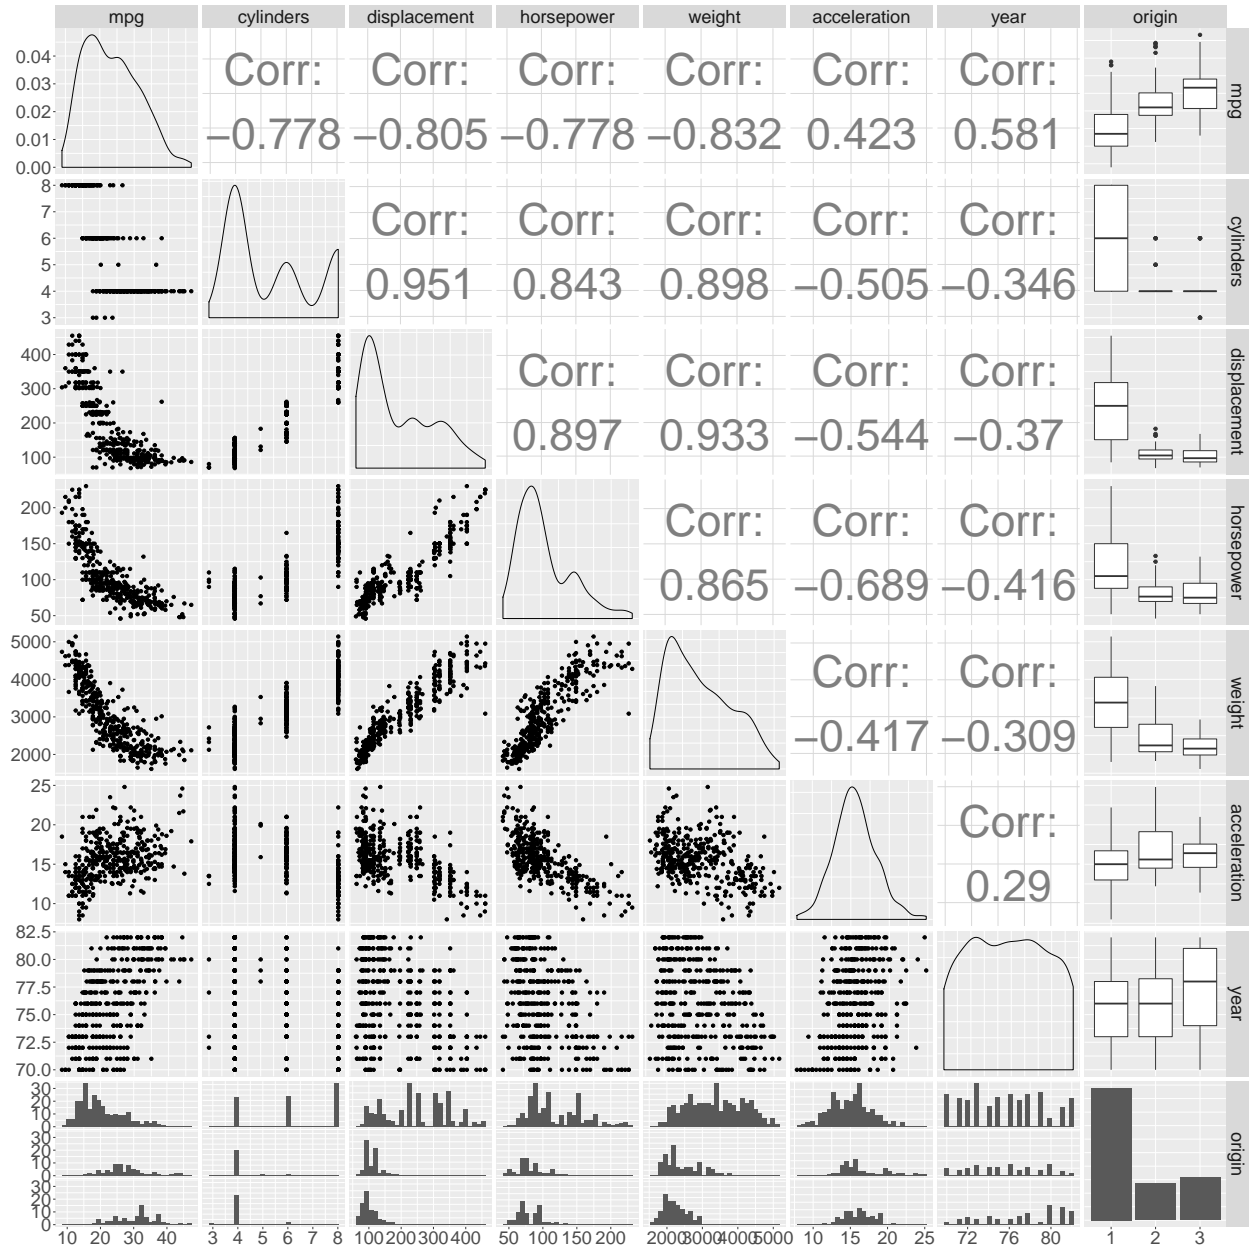 mpg cylinders displacement horsepower weight acceleration year origin
0.04
0.03
0.02
0.01
0.00
Corr: Corr: Corr: Corr: Corr: Corr:
−0.778 −0.805 −0.778 −0.832 0.423 0.581
mpg
8
7
6
5
4
3
Corr: Corr: Corr: Corr: Corr:
0.951 0.843 0.898 −0.505 −0.346
cylinders
400
300
200
100
Corr: Corr: Corr: Corr:
0.897 0.933 −0.544 −0.37
displacement
200
150
100
50
Corr: Corr: Corr:
0.865 −0.689 −0.416
horsepower
5000
4000
3000
2000
Corr: Corr:
−0.417 −0.309
weight
25
20
15
10
Corr:
0.29
acceleration
82.5
80.0
77.5
75.0
72.5
70.0
year
30
20
10
0
30
20
10
0
30
20
10
0
origin
10 20 30 40 3 4 5 6 7 8 100 200 300 400 50 100 150 200 2000 3000 4000 5000 10 15 20 25 72 76 80 1 2 3